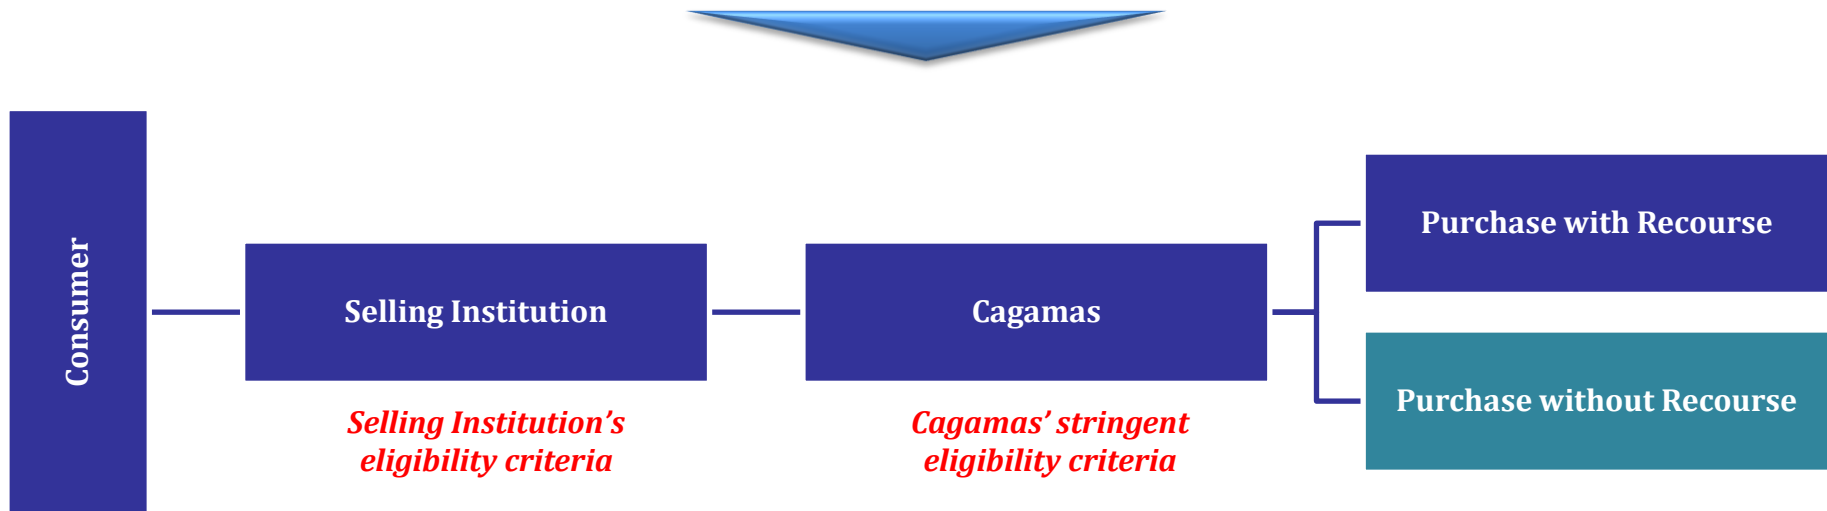 Consumer
Selling Institution
Selling Institution’s
eligibility criteria
Cagamas
Cagamas’ stringent
eligibility criteria
Purchase with Recourse
Purchase without Recourse